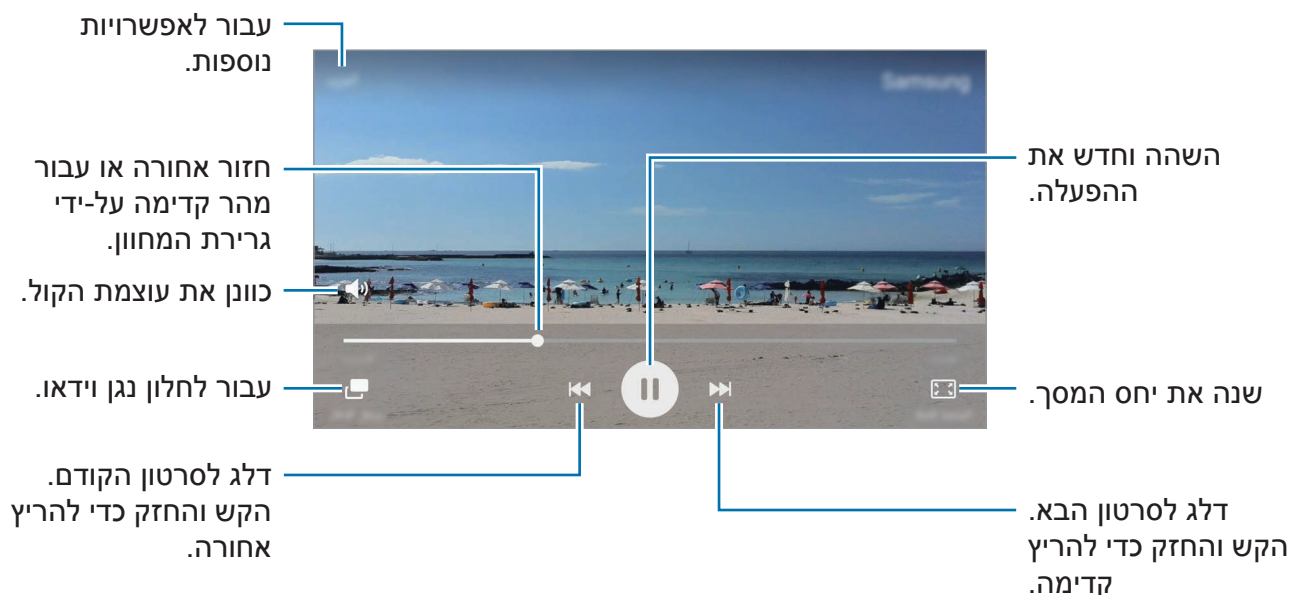 עבור לאפשרויות
נוספות.
Samsung
חזור אחורה או עבור
מהר קדימה על-ידי
גרירת המחוון.
השהה וחדש את
ההפעלה.
כוונן את עוצמת הקול.
עבור לחלון נגן וידאו.
שנה את יחס המסך.
דלג לסרטון הקודם.
הקש והחזק כדי להריץ
אחורה.
דלג לסרטון הבא.
הקש והחזק כדי להריץ
קדימה.